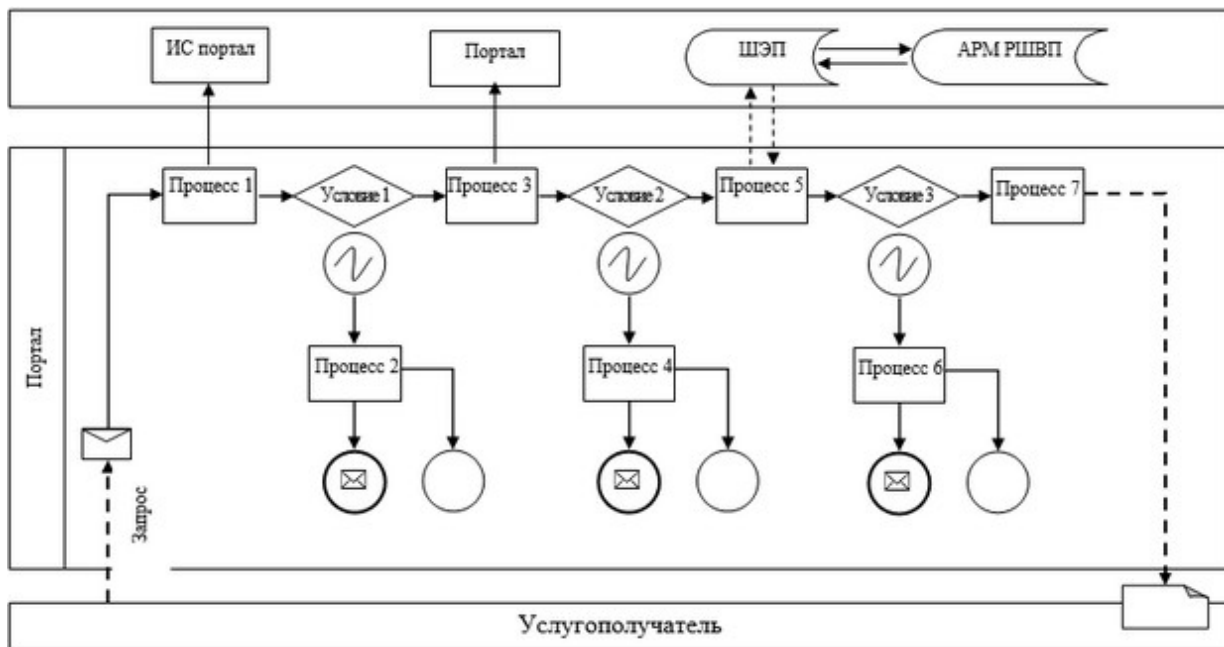 ИС портал
Портал
ШЭП
АРМ РШВП
Процесс 1
Условие 1
Процесс 3
Условие 2
Процесс 5
Условие 3
Процесс 7
Портал
Процесс 2
Процесс 4
Процесс 6
Запрос
Услугополучатель